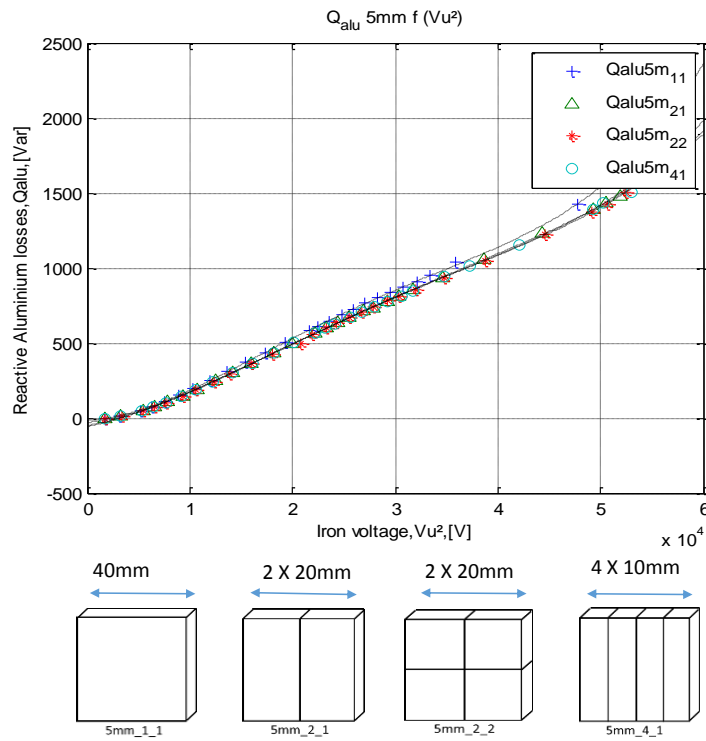 Qalu 5mm f (Vu²)
2500
2000
1500
1000
500
0
-500
Reactive Aluminium losses,Qalu,[Var]
Qalu5m11
Qalu5m21
Qalu5m22
Qalu5m41
0 1 2 3 4 5 6
Iron voltage,Vu²,[V]
x 10^4
40mm 2 X 20mm 2 X 20mm 4 X 10mm
5mm_1_1 5mm_2_1 5mm_2_2 5mm_4_1